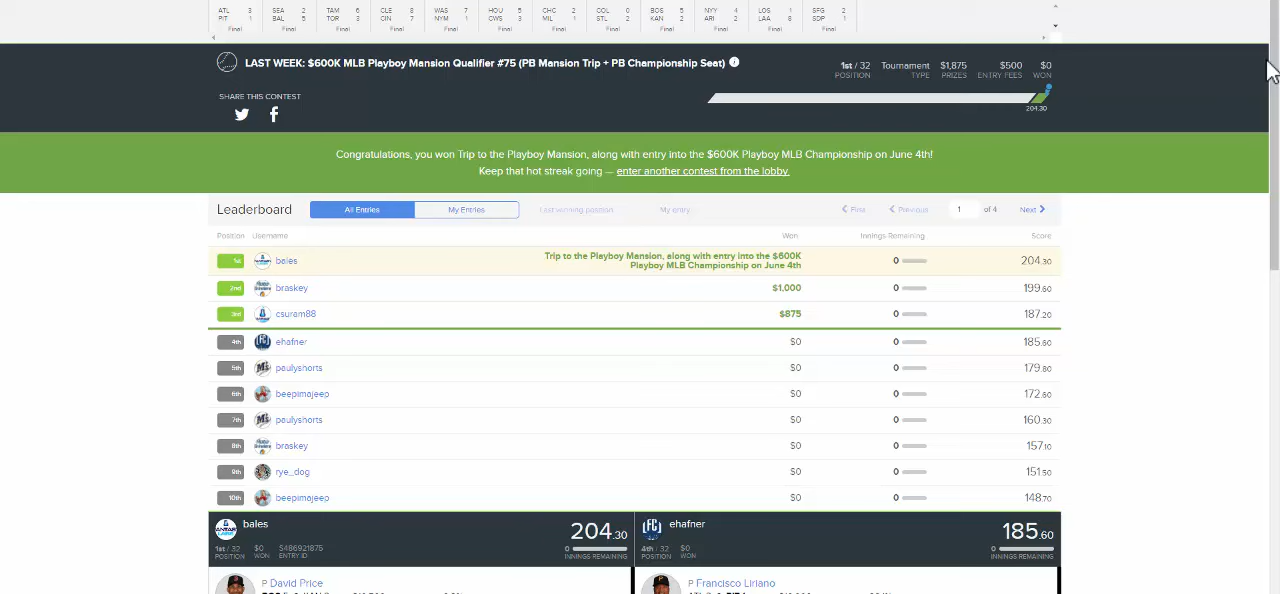 ATL 3 SEA 2 TAM 6 CLE 8 WAS 7 HOU 5 CHC 2 COL 0 BOS 5 NYY 4 LOS 1 SFG 2
PIT 1 BAL 5 TOR 3 CIN 7 NYM 1 CWS 3 MIL 1 STL 2 KAN 2 ARI 2 LAA 8 SDP 1
Final Final Final Final Final Final Final Final Final Final Final Final
LAST WEEK: $600K MLB Playboy Mansion Qualifier #75 (PB Mansion Trip + PB Championship Seat) i
1st / 32 Tournament $1,875 $500 $0
POSITION TYPE PRIZES ENTRY FEES WON
SHARE THIS CONTEST
204.30
Congratulations, you won Trip to the Playboy Mansion, along with entry into the $600K Playboy MLB Championship on June 4th!
Keep that hot streak going — enter another contest from the lobby.
Leaderboard All Entries My Entries Last winning position My entry First Previous 1 of 4 Next
Position Username Won Innings Remaining Score
1st bales Trip to the Playboy Mansion, along with entry into the $600K 0 204.30
Playboy MLB Championship on June 4th
2nd braskey $1,000 0 199.60
3rd csuram88 $875 0 187.20
4th ehafner $0 0 185.60
5th paulyshorts $0 0 179.80
6th beepimajeep $0 0 172.80
7th paulyshorts $0 0 160.30
8th braskey $0 0 157.10
9th rye_dog $0 0 151.50
10th beepimajeep $0 0 148.70
bales 204.30 ehafner 185.60
1st / 32 $0 S486921875 0 4th / 32 $0 0
POSITION WON ENTRY ID INNINGS REMAINING POSITION WON INNINGS REMAINING
P David Price P Francisco Liriano